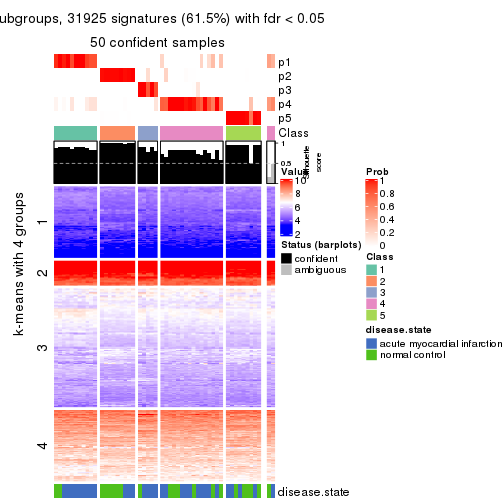 ubgroups, 31925 signatures (61.5%) with fdr < 0.05
50 confident samples
p1
p2
p3
p4
p5
Class
1
0.5
0
silhouette
score
k-means with 4 groups
1
2
3
4
disease.state
Value
10
8
6
4
2
Status (barplots)
confident
ambiguous
Prob
1
0.8
0.6
0.4
0.2
0
Class
1
2
3
4
5
disease.state
acute myocardial infarction
normal control